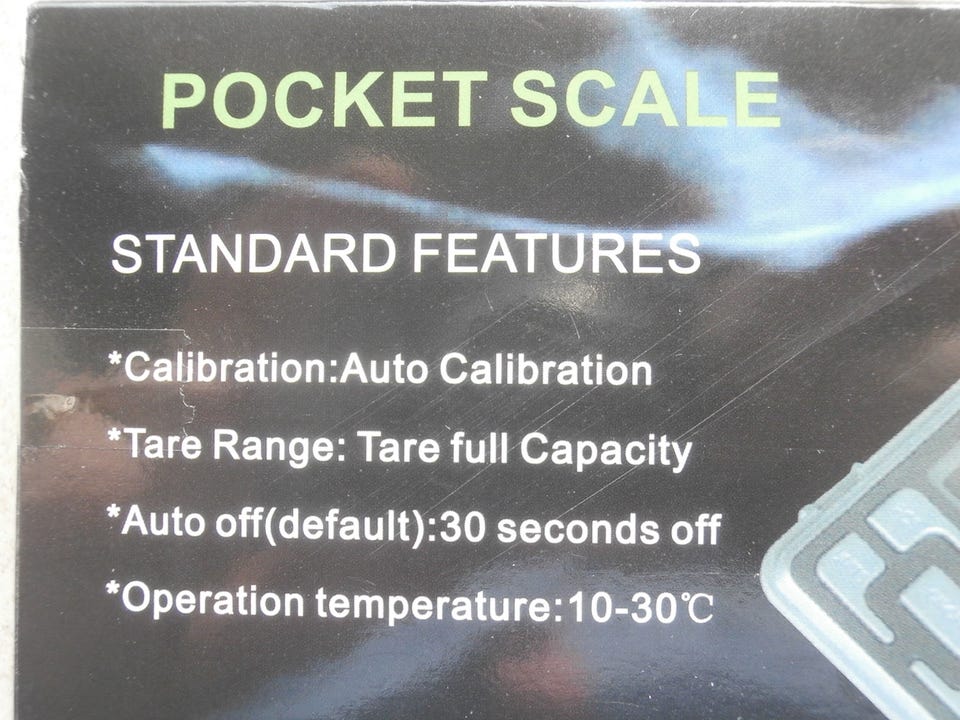 POCKET SCALE
STANDARD FEATURES
*Calibration:Auto Calibration
*Tare Range: Tare full Capacity
*Auto off(default):30 seconds off
*Operation temperature:10-30℃